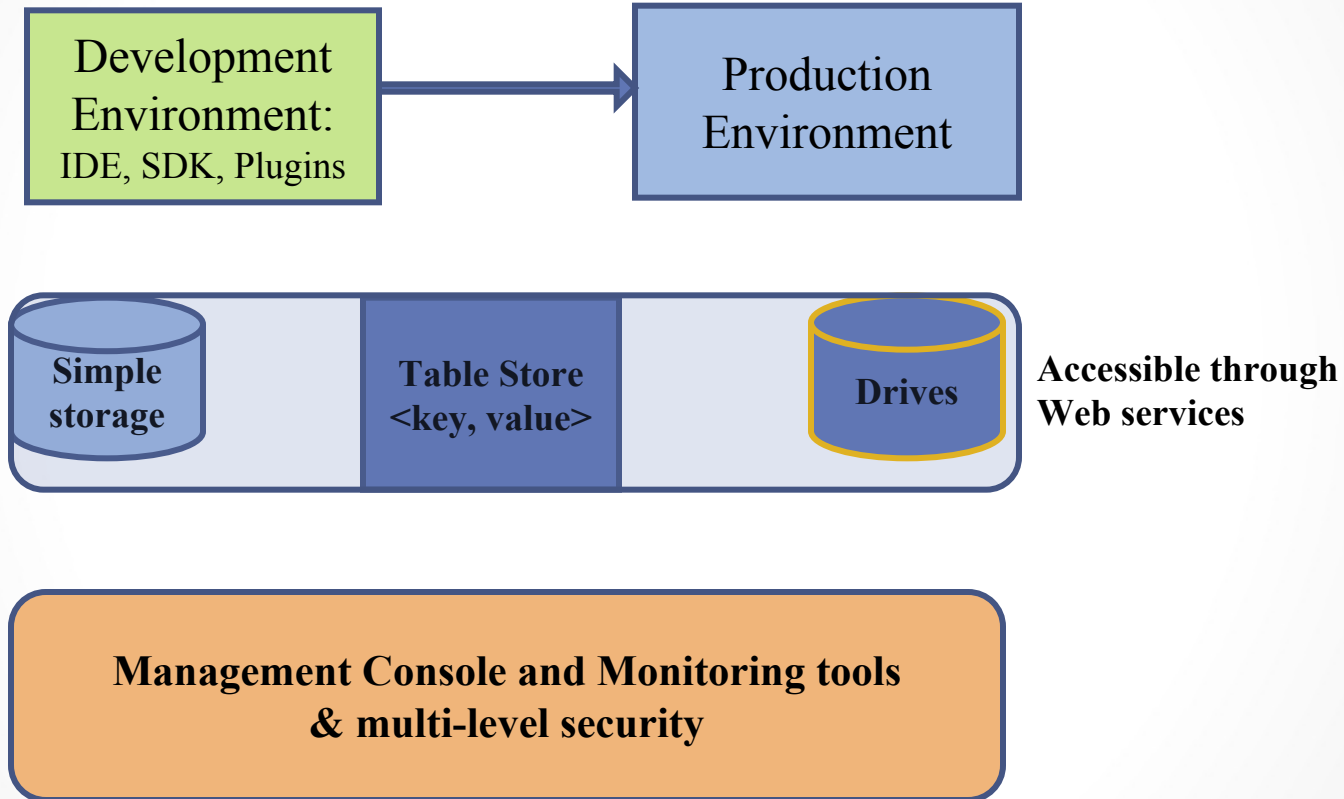 Development
Environment:
IDE, SDK, Plugins
Production
Environment
Simple
storage
Table Store
<key, value>
Drives
Accessible through
Web services
Management Console and Monitoring tools
& multi-level security